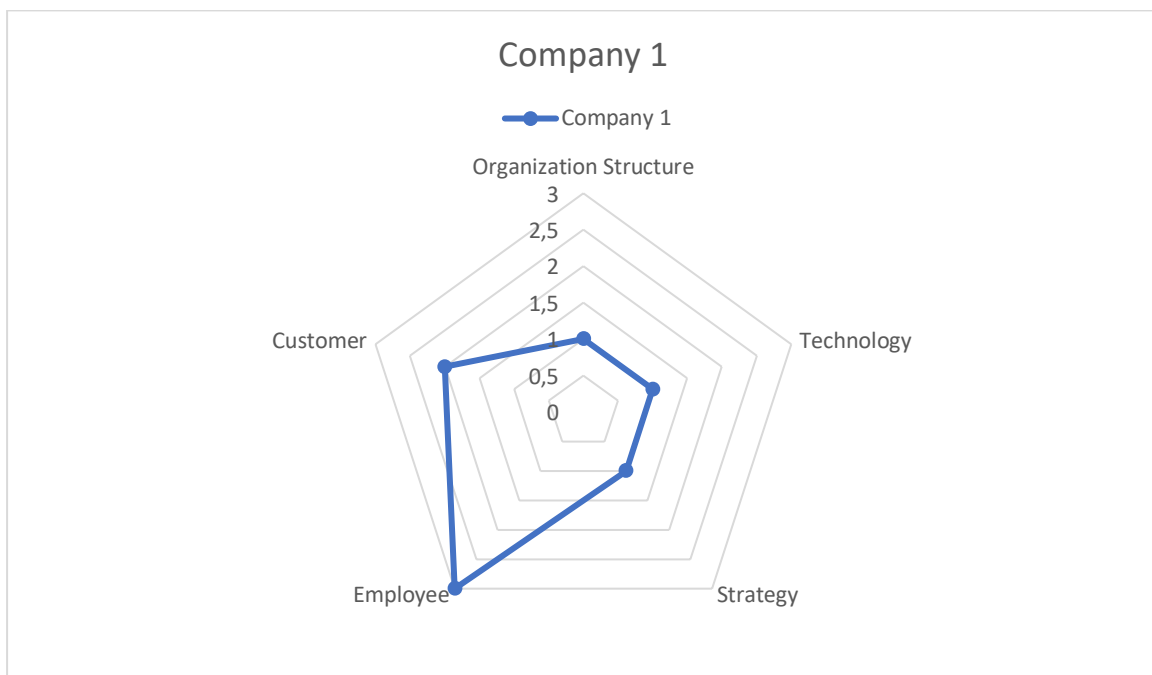 Company 1
Company 1
Organization Structure
3
2,5
2
1,5
1
0,5
0
Customer
Technology
Employee
Strategy